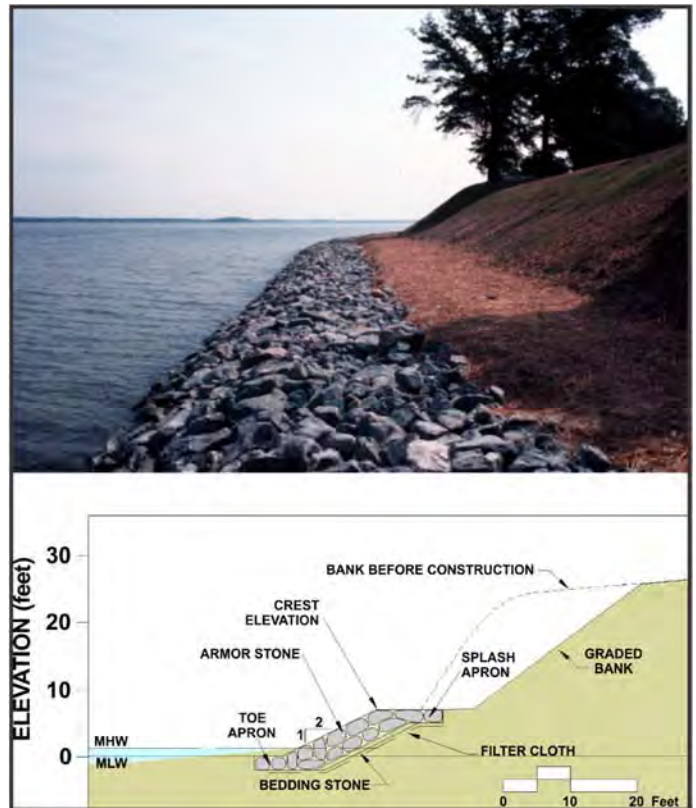 30
20
10
0
ELEVATION (feet)
BANK BEFORE CONSTRUCTION
CREST
ELEVATION
ARMOR STONE
SPLASH
APRON
GRADED
BANK
TOE
APRON
2
1
MHW
MLW
FILTER CLOTH
BEDDING STONE
0 10 20 Feet